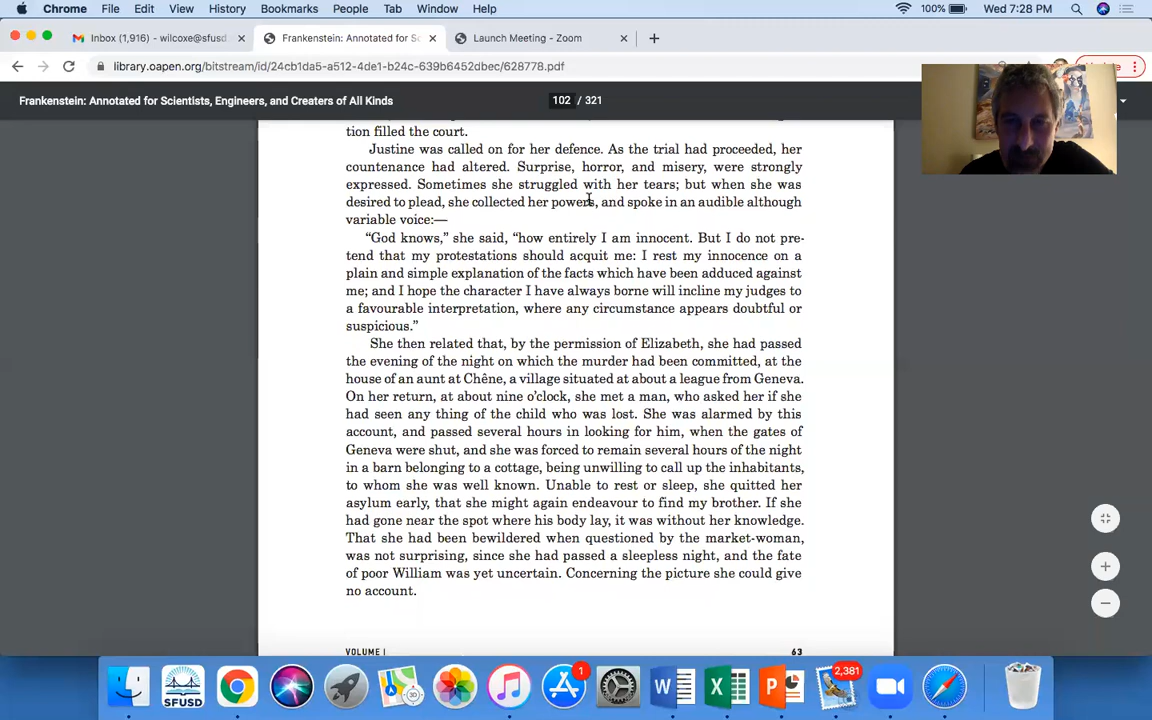 Chrome File Edit View History Bookmarks People Tab Window Help 100% Wed 7:28 PM
Inbox (1,916) - wilcoxe@sfusd
Frankenstein: Annotated for Sc
Launch Meeting - Zoom
library.oapen.org/bitstream/id/24cb1da5-a512-4de1-b24c-639b6452dbec/628778.pdf
Frankenstein: Annotated for Scientists, Engineers, and Creaters of All Kinds
102 / 321
tion filled the court.
Justine was called on for her defence. As the trial had proceeded, her
countenance had altered. Surprise, horror, and misery, were strongly
expressed. Sometimes she struggled with her tears; but when she was
desired to plead, she collected her powers, and spoke in an audible although
variable voice:—
“God knows,” she said, “how entirely I am innocent. But I do not pre-
tend that my protestations should acquit me: I rest my innocence on a
plain and simple explanation of the facts which have been adduced against
me; and I hope the character I have always borne will incline my judges to
a favourable interpretation, where any circumstance appears doubtful or
suspicious.”
She then related that, by the permission of Elizabeth, she had passed
the evening of the night on which the murder had been committed, at the
house of an aunt at Chêne, a village situated at about a league from Geneva.
On her return, at about nine o’clock, she met a man, who asked her if she
had seen any thing of the child who was lost. She was alarmed by this
account, and passed several hours in looking for him, when the gates of
Geneva were shut, and she was forced to remain several hours of the night
in a barn belonging to a cottage, being unwilling to call up the inhabitants,
to whom she was well known. Unable to rest or sleep, she quitted her
asylum early, that she might again endeavour to find my brother. If she
had gone near the spot where his body lay, it was without her knowledge.
That she had been bewildered when questioned by the market-woman,
was not surprising, since she had passed a sleepless night, and the fate
of poor William was yet uncertain. Concerning the picture she could give
no account.
VOLUME I
63
SFUSD
3D
1
W
X
P
2,381